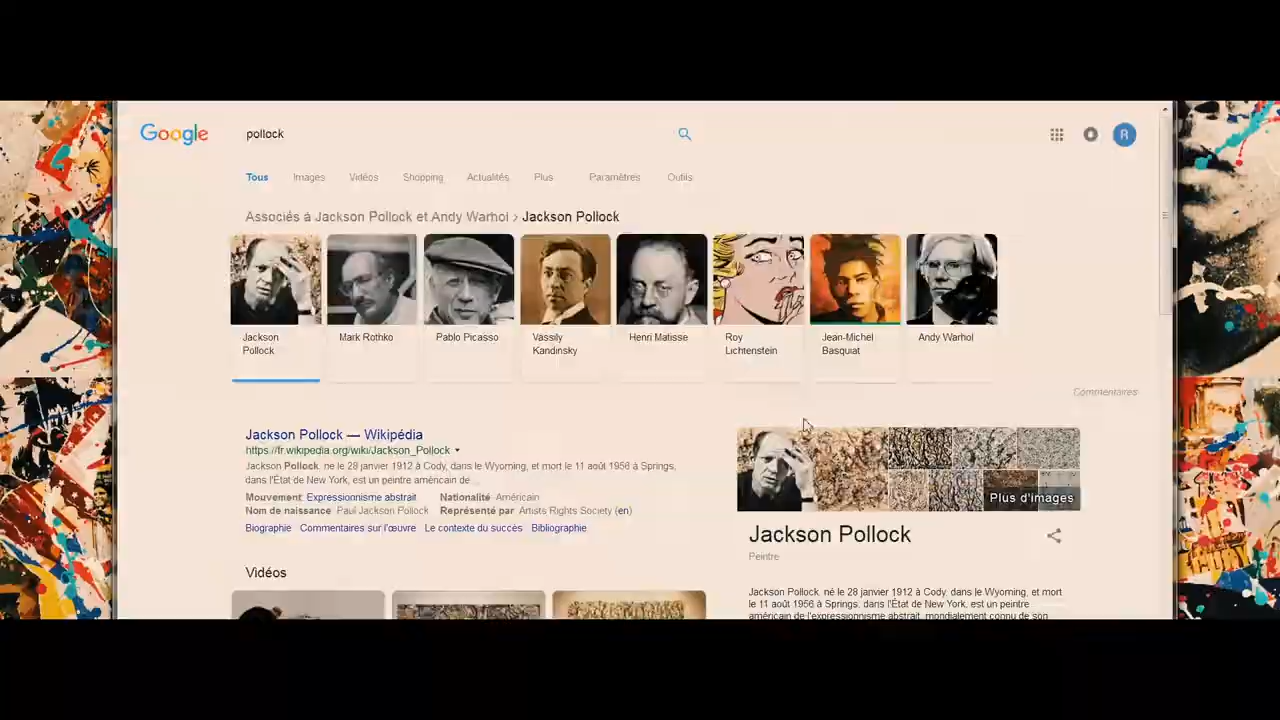 Google
pollock
R
Tous Images Vidéos Shopping Actualités Plus Paramètres Outils
Associés à Jackson Pollock et Andy Warhol > Jackson Pollock
Jackson Pollock
Mark Rothko
Pablo Picasso
Vassily Kandinsky
Henri Matisse
Roy Lichtenstein
Jean-Michel Basquiat
Andy Warhol
Commentaires
Jackson Pollock — Wikipédia
https://fr.wikipedia.org/wiki/Jackson_Pollock
Jackson Pollock, né le 28 janvier 1912 à Cody, dans le Wyoming, et mort le 11 août 1956 à Springs,
dans l'État de New York, est un peintre américain de ...
Mouvement: Expressionnisme abstrait Nationalité: Américain
Nom de naissance: Paul Jackson Pollock Représenté par: Artists Rights Society (en)
Biographie Commentaires sur l'œuvre Le contexte du succès Bibliographie
Vidéos
Plus d'images
Jackson Pollock
Peintre
Jackson Pollock, né le 28 janvier 1912 à Cody, dans le Wyoming, et mort
le 11 août 1956 à Springs, dans l'État de New York, est un peintre
américain de l'expressionnisme abstrait, mondialement connu de son